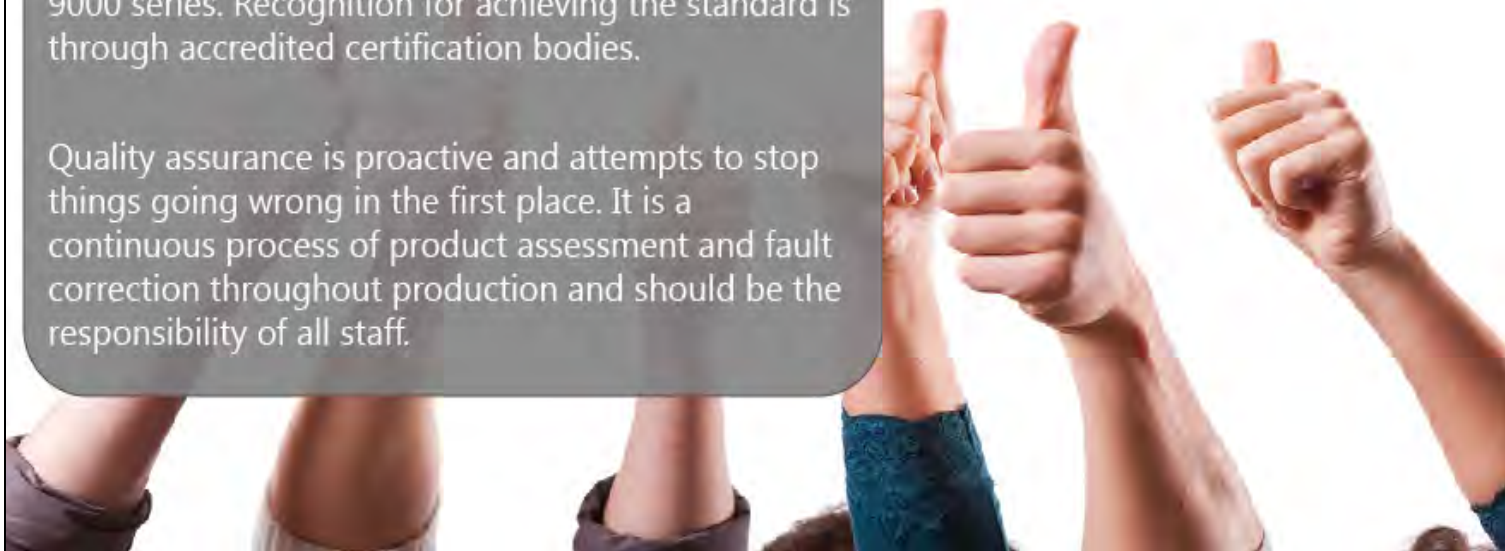 9000 series. Recognition for achieving the standard is
through accredited certification bodies.
Quality assurance is proactive and attempts to stop
things going wrong in the first place. It is a
continuous process of product assessment and fault
correction throughout production and should be the
responsibility of all staff.